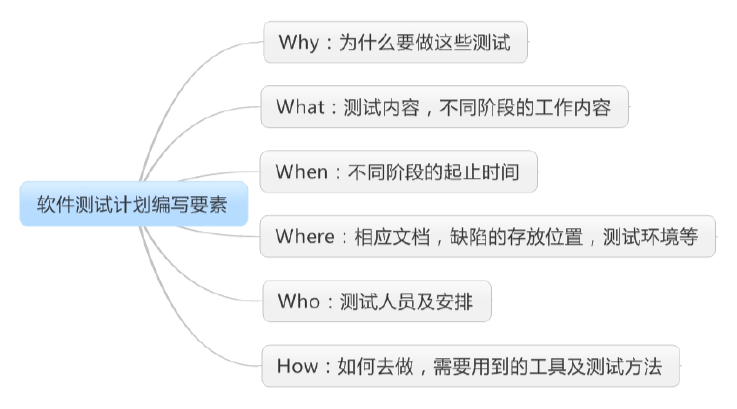 Why：为什么要做这些测试
What：测试内容，不同阶段的工作内容
When：不同阶段的起止时间
软件测试计划编写要素
Where：相应文档，缺陷的存放位置，测试环境等
Who：测试人员及安排
How：如何去做，需要用到的工具及测试方法